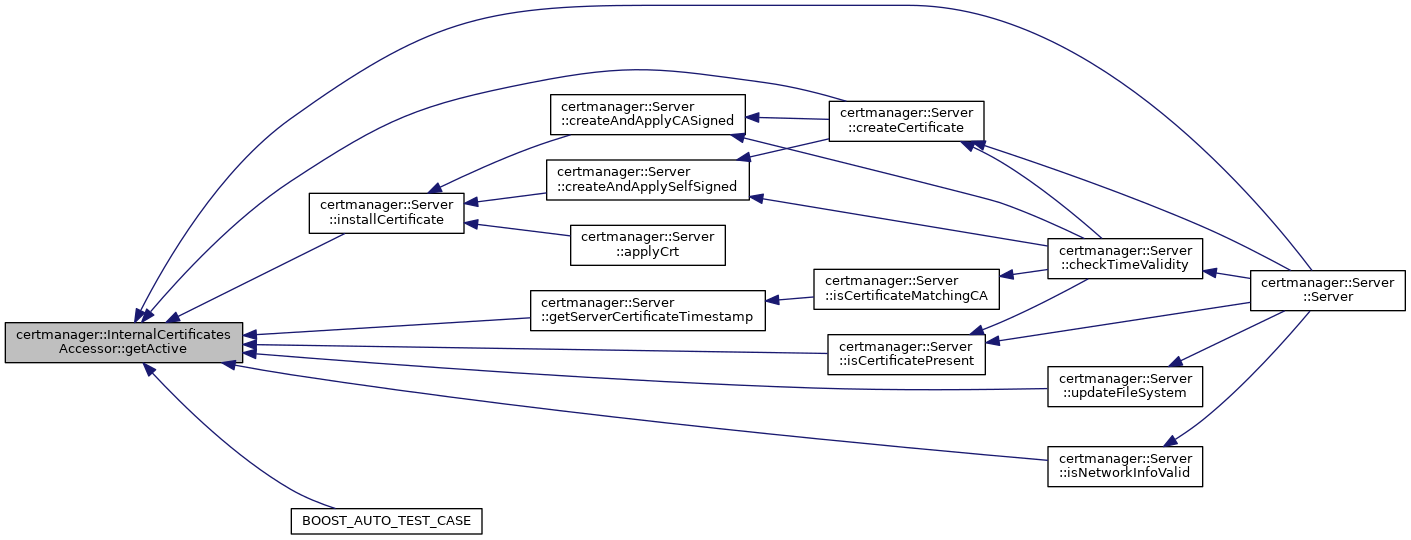 certmanager::Server
::createAndApplyCASigned
certmanager::Server
::createCertificate
certmanager::Server
::createAndApplySelfSigned
certmanager::Server
::installCertificate
certmanager::Server
::applyCrt
certmanager::Server
::checkTimeValidity
certmanager::Server
::isCertificateMatchingCA
certmanager::Server
::Server
certmanager::Server
::getServerCertificateTimestamp
certmanager::InternalCertificates
Accessor::getActive
certmanager::Server
::isCertificatePresent
certmanager::Server
::updateFileSystem
certmanager::Server
::isNetworkInfoValid
BOOST_AUTO_TEST_CASE